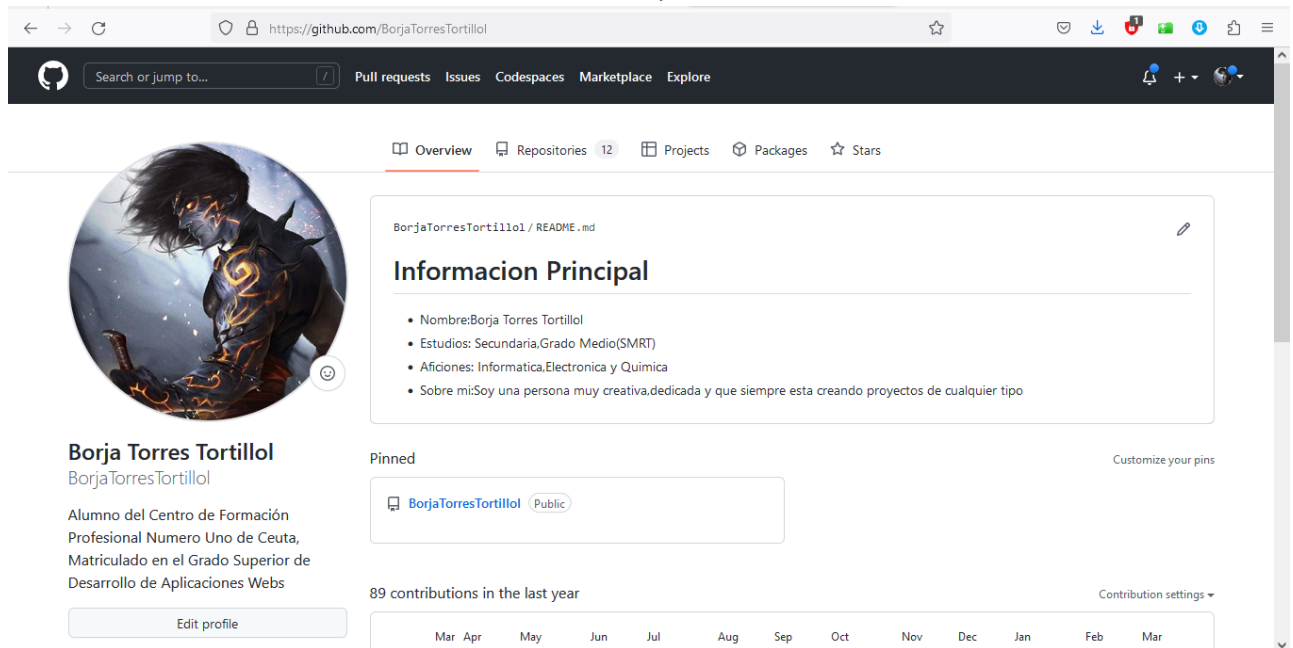 https://github.com/BorjaTorresTortillol
1
Search or jump to... /
Pull requests Issues Codespaces Marketplace Explore
Overview Repositories 12 Projects Packages Stars
BorjaTorresTortillol/README.md
Informacion Principal
Nombre:Borja Torres Tortillol
Estudios: Secundaria,Grado Medio(SMRT)
Aficiones: Informatica,Electronica y Quimica
Sobre mi:Soy una persona muy creativa,dedicada y que siempre esta creando proyectos de cualquier tipo
Borja Torres Tortillol
BorjaTorresTortillol
Alumno del Centro de Formación
Profesional Numero Uno de Ceuta,
Matriculado en el Grado Superior de
Desarrollo de Aplicaciones Webs
Edit profile
Pinned Customize your pins
BorjaTorresTortillol Public
89 contributions in the last year Contribution settings
Mar Apr May Jun Jul Aug Sep Oct Nov Dec Jan Feb Mar